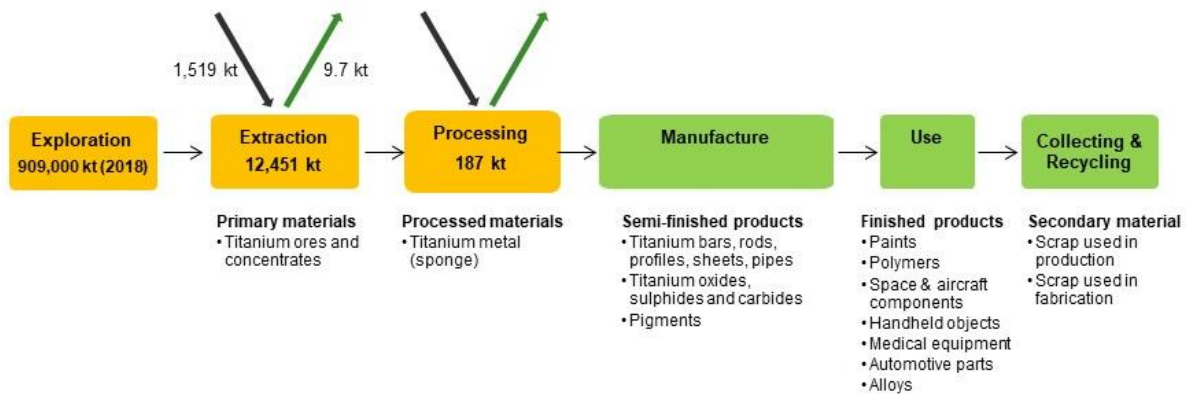 1,519 kt
9.7 kt
Exploration
909,000 kt (2018)
Extraction
12,451 kt
Processing
187 kt
Manufacture
Use
Collecting &
Recycling
Primary materials
• Titanium ores and
concentrates
Processed materials
• Titanium metal
(sponge)
Semi-finished products
• Titanium bars, rods,
profiles, sheets, pipes
• Titanium oxides,
sulphides and carbides
• Pigments
Finished products
• Paints
• Polymers
• Space & aircraft
components
• Handheld objects
• Medical equipment
• Automotive parts
• Alloys
Secondary material
• Scrap used in
production
• Scrap used in
fabrication